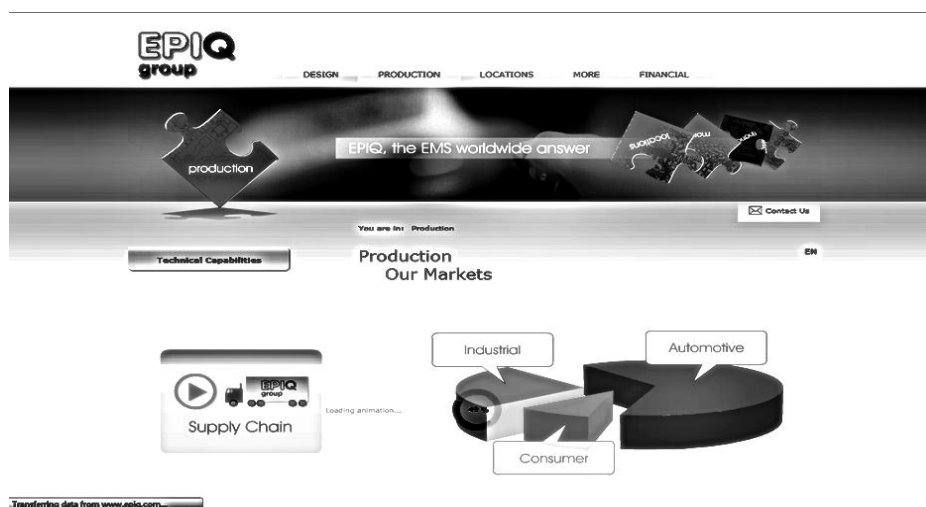 EPIQ
group
DESIGN PRODUCTION LOCATIONS MORE FINANCIAL
production
EPIQ, the EMS worldwide answer
locations
more
Contact Us
You are in: Production
Technical Capabilities
Production
EN
Our Markets
Industrial
Automotive
EPIQ
group
Loading animation...
Supply Chain
Consumer
Transferring data from www.epiq.com...